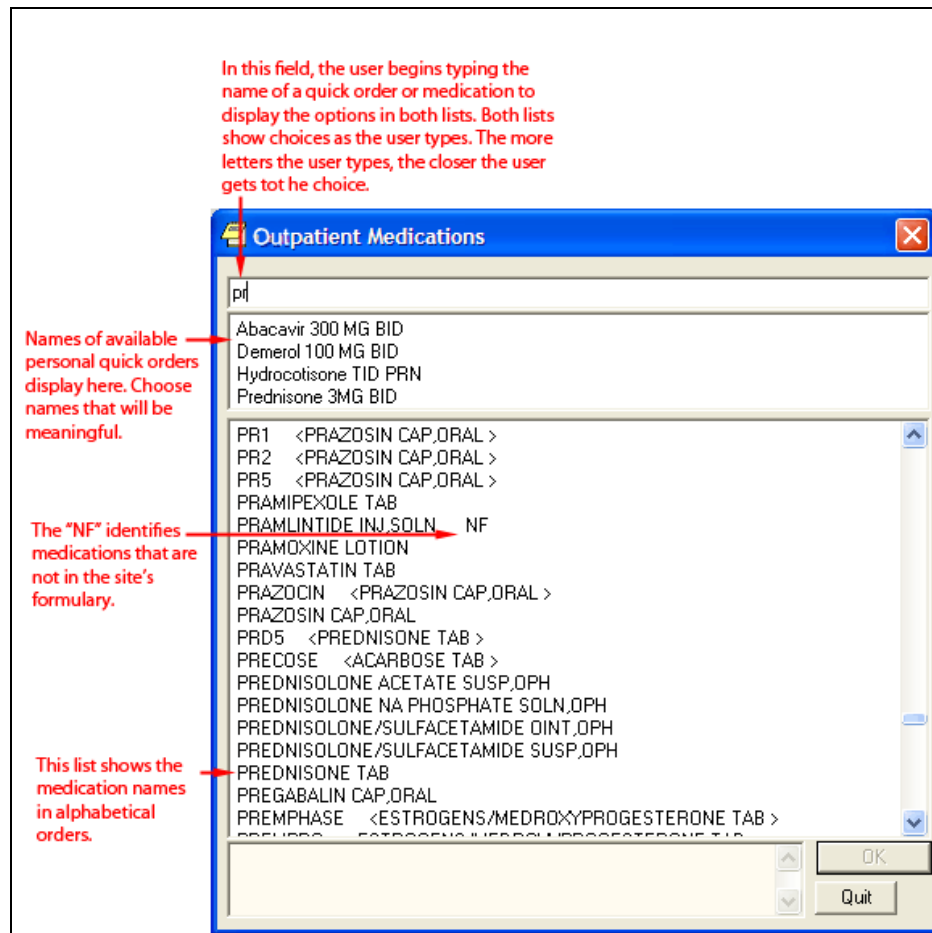 In this field, the user begins typing the
name of a quick order or medication to
display the options in both lists. Both lists
show choices as the user types. The more
letters the user types, the closer the user
gets tot he choice.
Outpatient Medications
pr
Names of available
personal quick orders
display here. Choose
names that will be
meaningful.
Abacavir 300 MG BID
Demerol 100 MG BID
Hydrocotisone TID PRN
Prednisone 3MG BID
PR1 <PRAZOSIN CAP,ORAL >
PR2 <PRAZOSIN CAP,ORAL >
PR5 <PRAZOSIN CAP,ORAL >
PRAMIPEXOLE TAB
PRAMLINTIDE INJ,SOLN NF
PRAMOXINE LOTION
PRAVASTATIN TAB
PRAZOCIN <PRAZOSIN CAP,ORAL >
PRAZOSIN CAP,ORAL
PRD5 <PREDNISONE TAB >
PRECOSE <ACARBOSE TAB >
PREDNISOLONE ACETATE SUSP,OPH
PREDNISOLONE NA PHOSPHATE SOLN,OPH
PREDNISOLONE/SULFACETAMIDE OINT,OPH
PREDNISOLONE/SULFACETAMIDE SUSP,OPH
PREDNISONE TAB
PREGABALIN CAP,ORAL
PREMPHASE <ESTROGENS/MEDROXYPROGESTERONE TAB >
The "NF" identifies
medications that are
not in the site's
formulary.
This list shows the
medication names
in alphabetical
orders.
OK
Quit